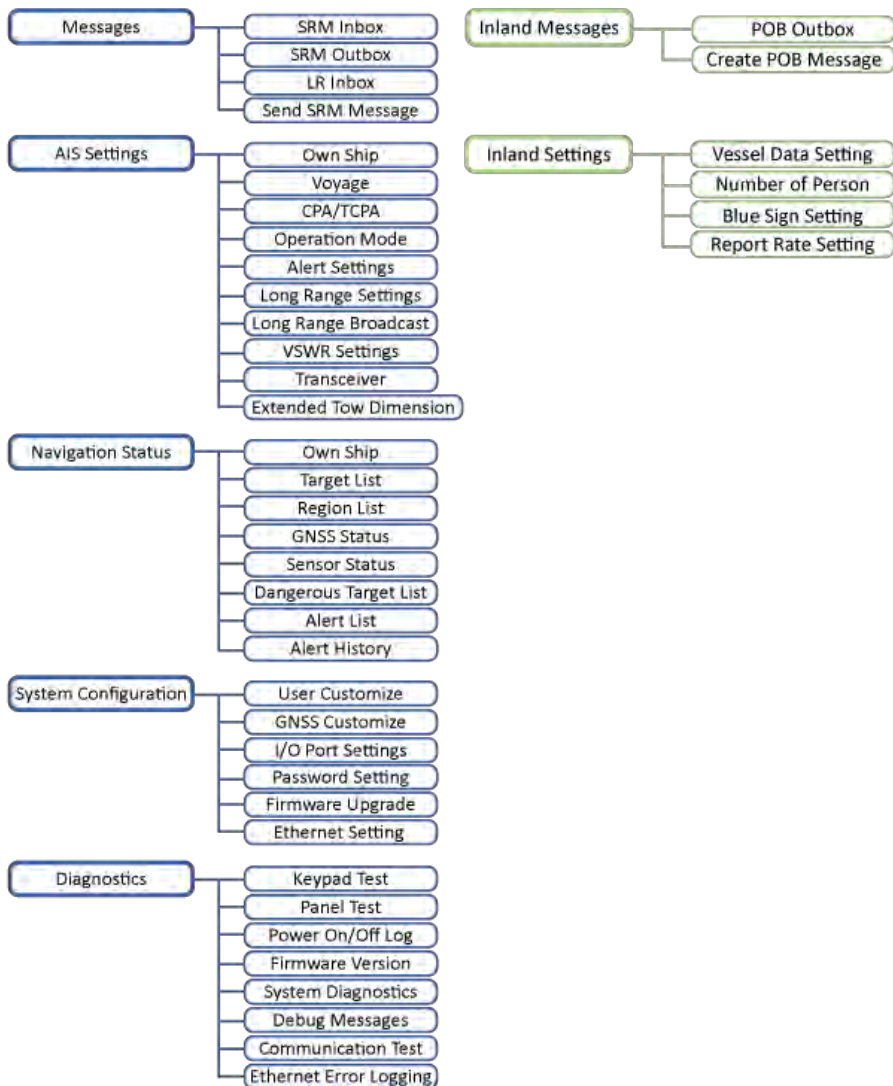 Messages
SRM Inbox
SRM Outbox
LR Inbox
Send SRM Message
Inland Messages
POB Outbox
Create POB Message
AIS Settings
Own Ship
Voyage
CPA/TCPA
Operation Mode
Alert Settings
Long Range Settings
Long Range Broadcast
VSWR Settings
Transceiver
Extended Tow Dimension
Inland Settings
Vessel Data Setting
Number of Person
Blue Sign Setting
Report Rate Setting
Navigation Status
Own Ship
Target List
Region List
GNSS Status
Sensor Status
Dangerous Target List
Alert List
Alert History
System Configuration
User Customize
GNSS Customize
I/O Port Settings
Password Setting
Firmware Upgrade
Ethernet Setting
Diagnostics
Keypad Test
Panel Test
Power On/Off Log
Firmware Version
System Diagnostics
Debug Messages
Communication Test
Ethernet Error Logging